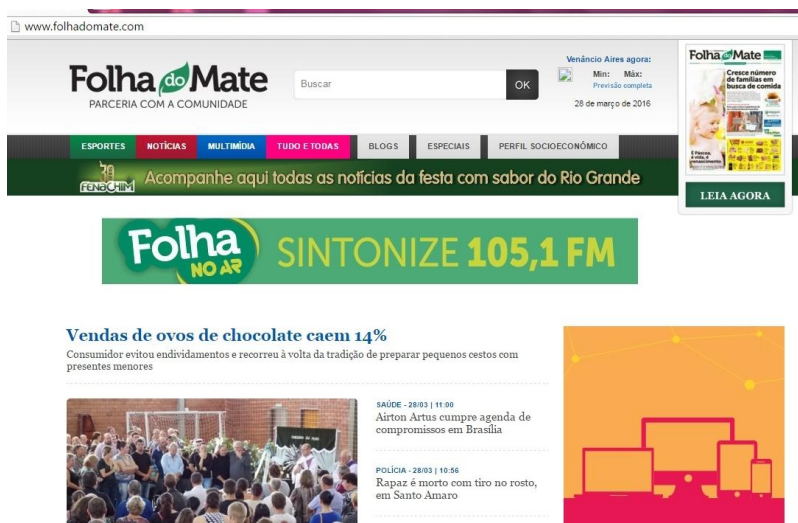 www.folhadomate.com
Folha do Mate
PARCERIA COM A COMUNIDADE
Buscar
OK
Venâncio Aires agora:
Min: Máx:
Previsão completa
28 de março de 2016
Folha do Mate
Cresce número
de famílias em
busca de comida
LEIA AGORA
ESPORTES NOTÍCIAS MULTIMÍDIA TUDO E TODAS BLOGS ESPECIAIS PERFIL SOCIOECONÔMICO
FENACHIM Acompanhe aqui todas as notícias da festa com sabor do Rio Grande
Folha
NO AR
SINTONIZE 105,1 FM
Vendas de ovos de chocolate caem 14%
Consumidor evitou endividamentos e recorreu à volta da tradição de preparar pequenos cestos com
presentes menores
SAÚDE - 28/03 | 11:00
Airton Artus cumpre agenda de
compromissos em Brasília
POLÍCIA - 28/03 | 10:56
Rapaz é morto com tiro no rosto,
em Santo Amaro